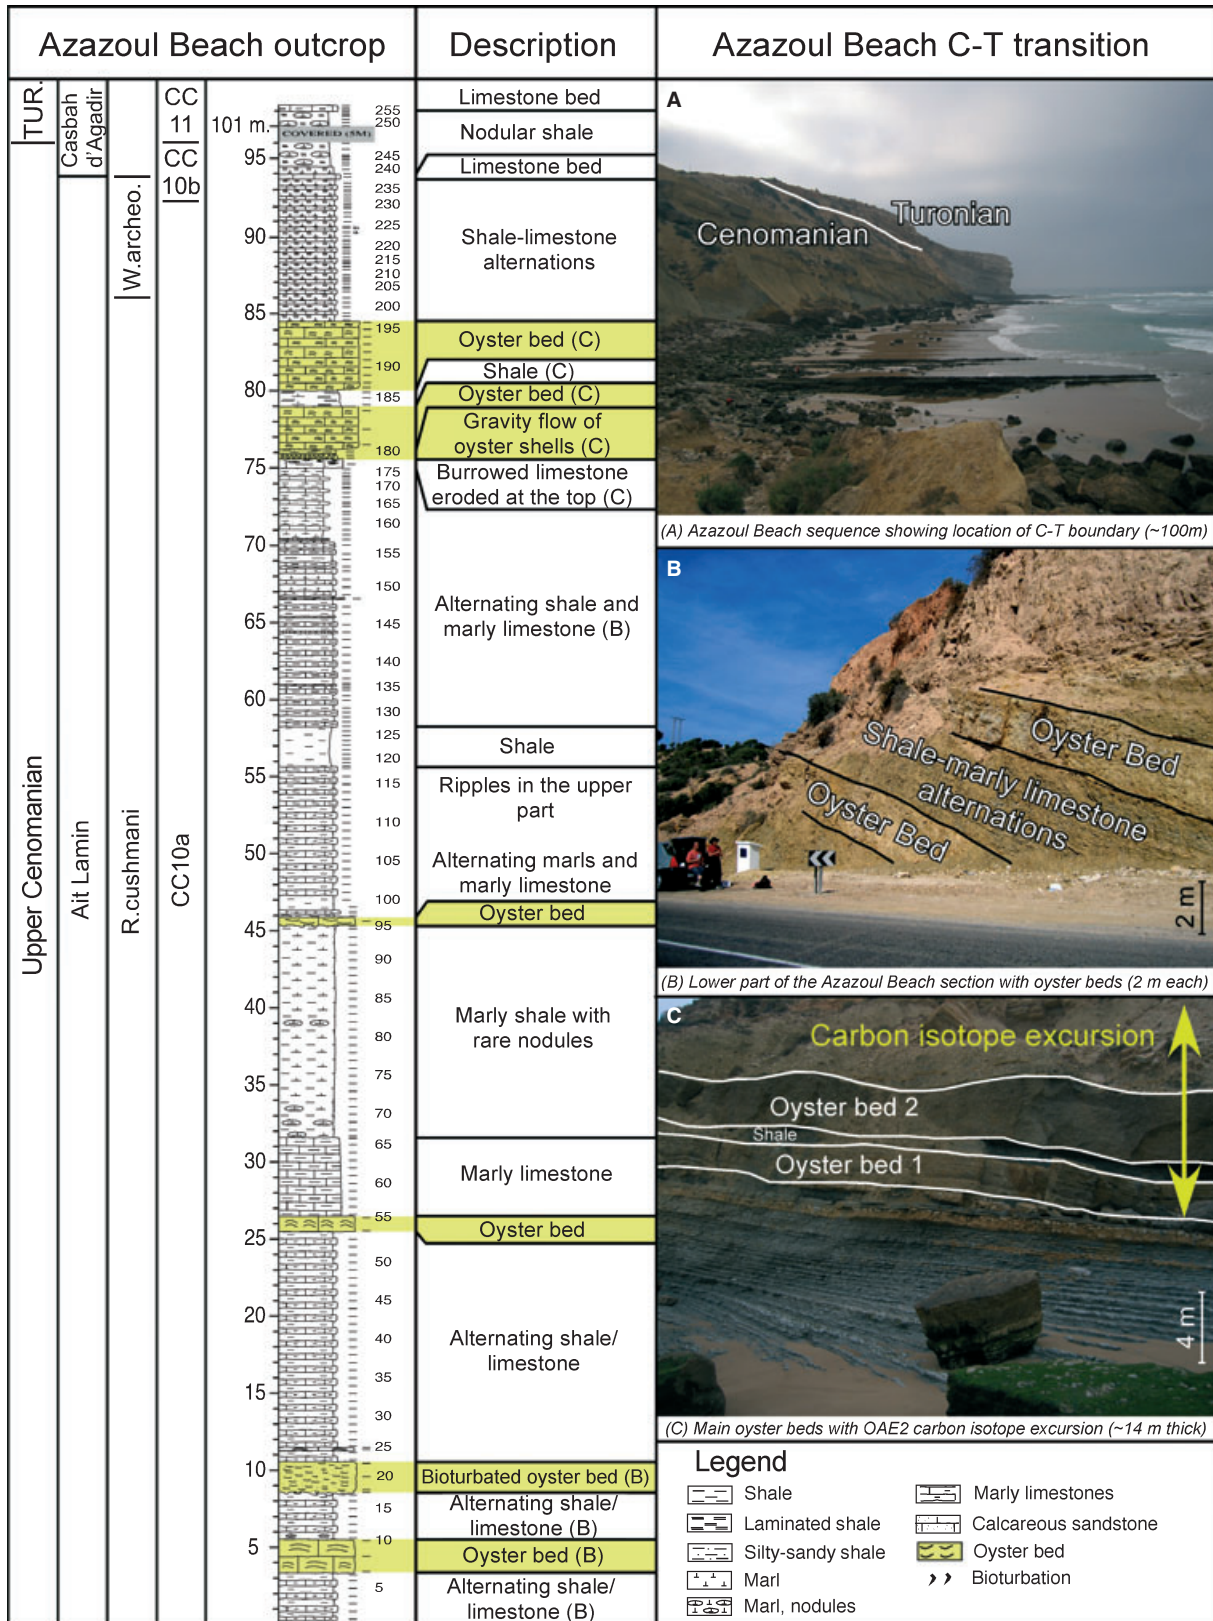 Azazoul Beach outcrop
Description
Azazoul Beach C-T transition
TUR.
Upper Cenomanian
Casbah
d'Agadir
Ait Lamin
W.archeo.
R.cushmani
CC
11
CC
10b
CC10a
101 m.
95
90
85
80
75
70
65
60
55
50
45
40
35
30
25
20
15
10
5
COVERED (5M)
255
250
245
240
235
230
225
220
215
210
205
200
195
190
185
180
175
170
165
160
155
150
145
140
135
130
125
120
115
110
105
100
95
90
85
80
75
70
65
60
55
50
45
40
35
30
25
20
15
10
5
Limestone bed
Nodular shale
Limestone bed
Shale-limestone
alternations
Oyster bed (C)
Shale (C)
Oyster bed (C)
Gravity flow of
oyster shells (C)
Burrowed limestone
eroded at the top (C)
Alternating shale and
marly limestone (B)
Shale
Ripples in the upper
part
Alternating marls and
marly limestone
Oyster bed
Marly shale with
rare nodules
Marly limestone
Oyster bed
Alternating shale/
limestone
Bioturbated oyster bed (B)
Alternating shale/
limestone (B)
Oyster bed (B)
Alternating shale/
limestone (B)
A
Cenomanian
Turonian
(A) Azazoul Beach sequence showing location of C-T boundary (~100m)
B
Oyster Bed
Shale-marly limestone
alternations
Oyster Bed
2 m
(B) Lower part of the Azazoul Beach section with oyster beds (2 m each)
C
Carbon isotope excursion
Oyster bed 2
Shale
Oyster bed 1
4 m
(C) Main oyster beds with OAE2 carbon isotope excursion (~14 m thick)
Legend
Shale
Laminated shale
Silty-sandy shale
Marl
Marl, nodules
Marly limestones
Calcareous sandstone
Oyster bed
Bioturbation